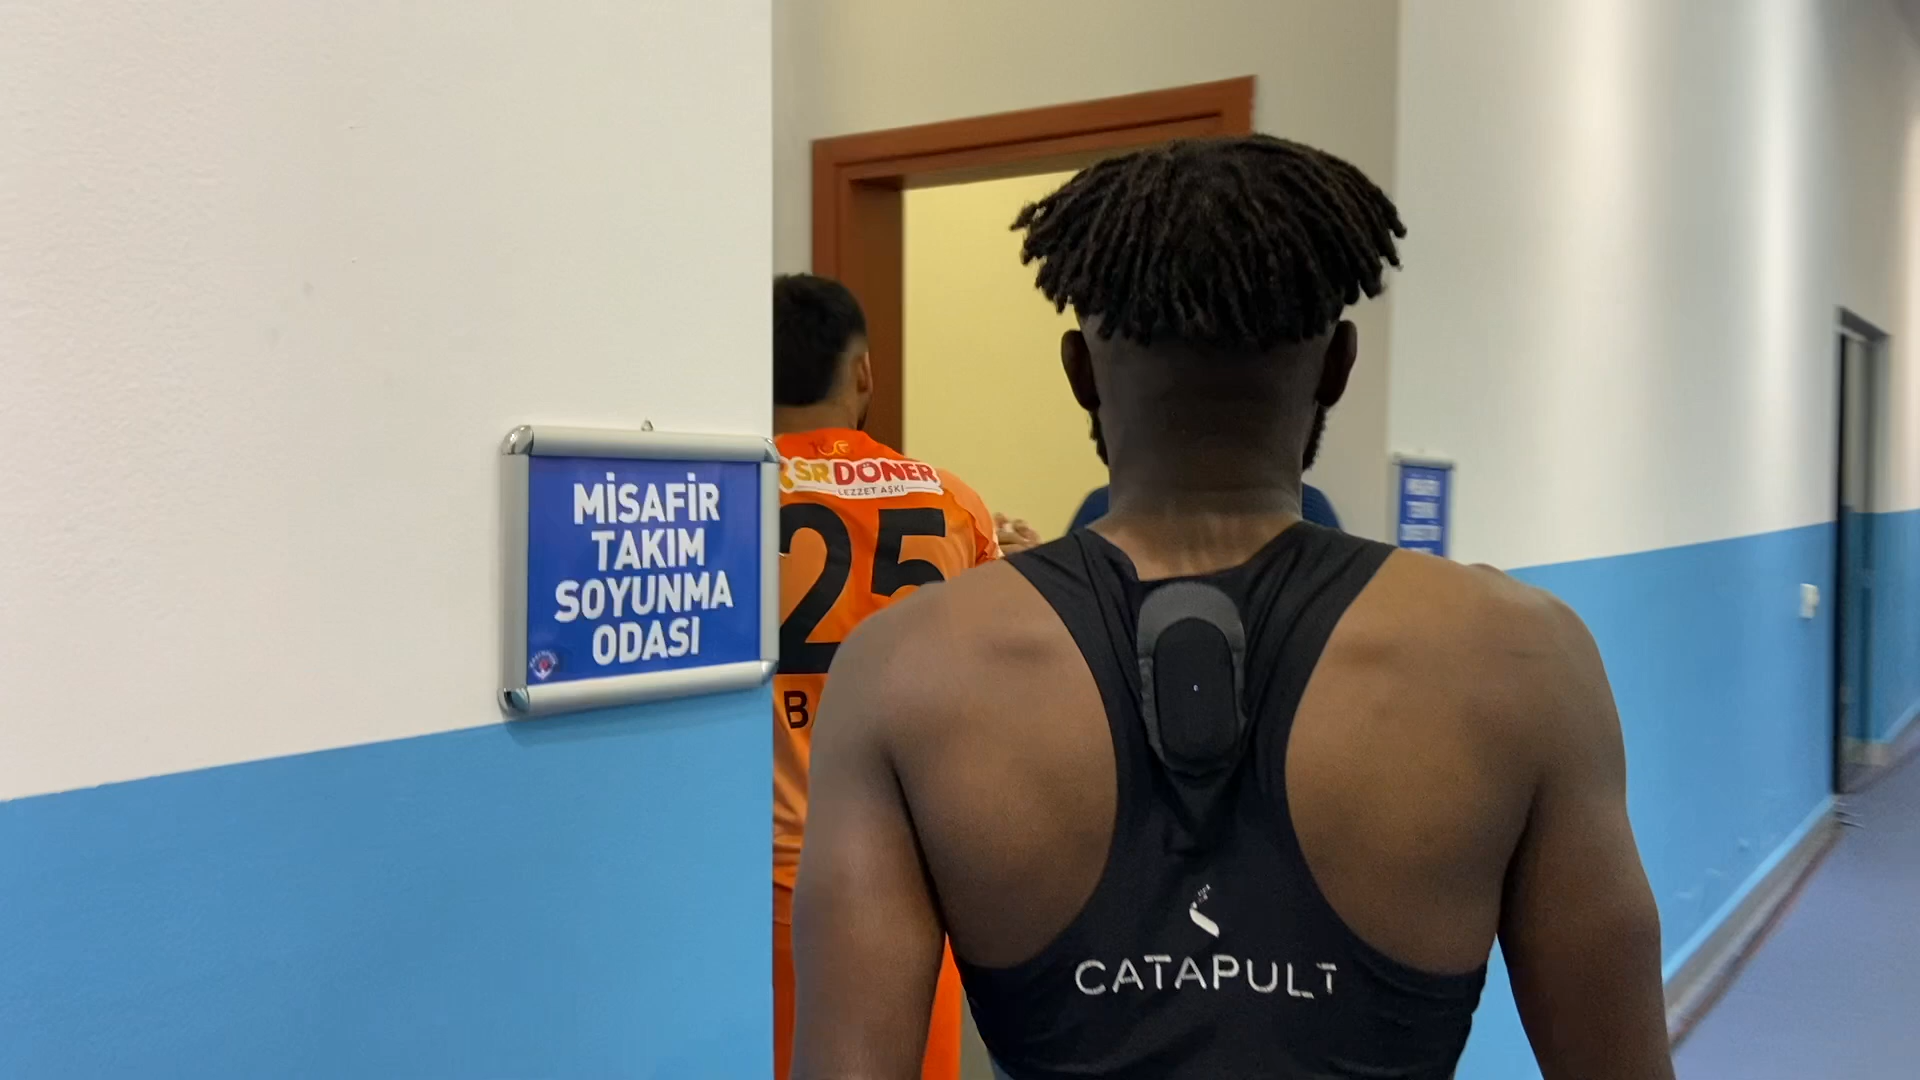 MİSAFİR
TAKIM
SOYUNMA
ODASI
SR DÖNER
LEZZET AŞKI
25
CATAPULT